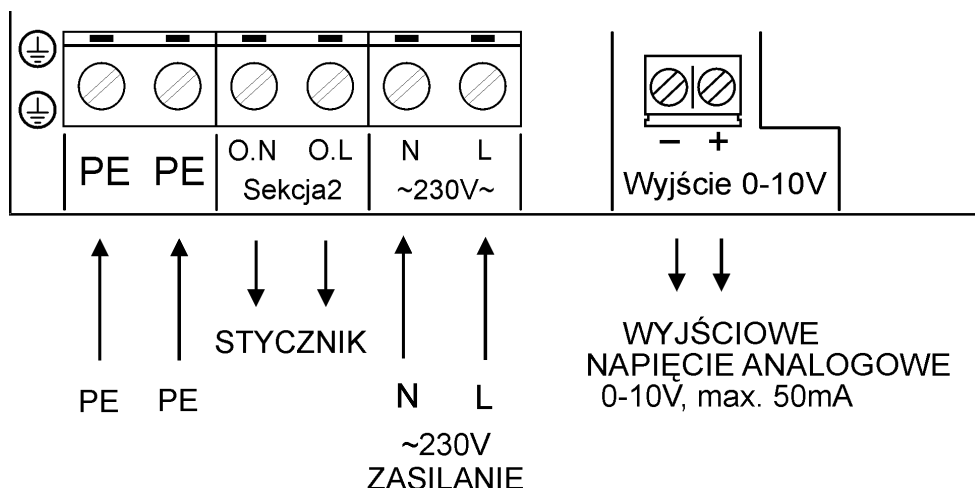 PE PE O.N O.L N L
Sekcja2 ~230V~
− +
Wyjście 0-10V
STYCZNIK
PE PE N L
~230V
ZASILANIE
WYJŚCIOWE
NAPIĘCIE ANALOGOWE
0-10V, max. 50mA